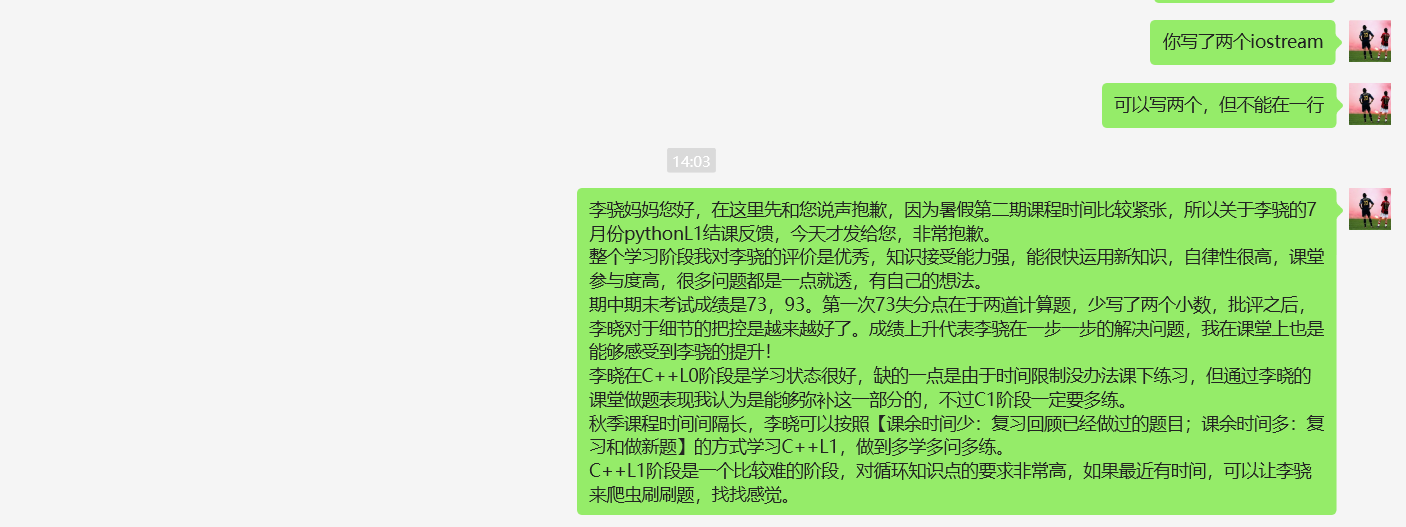 你写了两个iostream
可以写两个，但不能在一行
14:03
李骁妈妈您好，在这里先和您说声抱歉，因为暑假第二期课程时间比较紧张，所以关于李骁的7
月份pythonL1结课反馈，今天才发给您，非常抱歉。
整个学习阶段我对李骁的评价是优秀，知识接受能力强，能很快运用新知识，自律性很高，课堂
参与度高，很多问题都是一点就透，有自己的想法。
期中期末考试成绩是73，93。第一次73失分点在于两道计算题，少写了两个小数，批评之后，
李晓对于细节的把控是越来越好了。成绩上升代表李骁在一步一步的解决问题，我在课堂上也是
能够感受到李骁的提升！
李晓在C++L0阶段是学习状态很好，缺的一点是由于时间限制没办法课下练习，但通过李晓的
课堂做题表现我认为是能够弥补这一部分的，不过C1阶段一定要多练。
秋季课程时间间隔长，李晓可以按照【课余时间少：复习回顾已经做过的题目；课余时间多：复
习和做新题】的方式学习C++L1，做到多学多问多练。
C++L1阶段是一个比较难的阶段，对循环知识点的要求非常高，如果最近有时间，可以让李骁
来爬虫刷刷题，找找感觉。